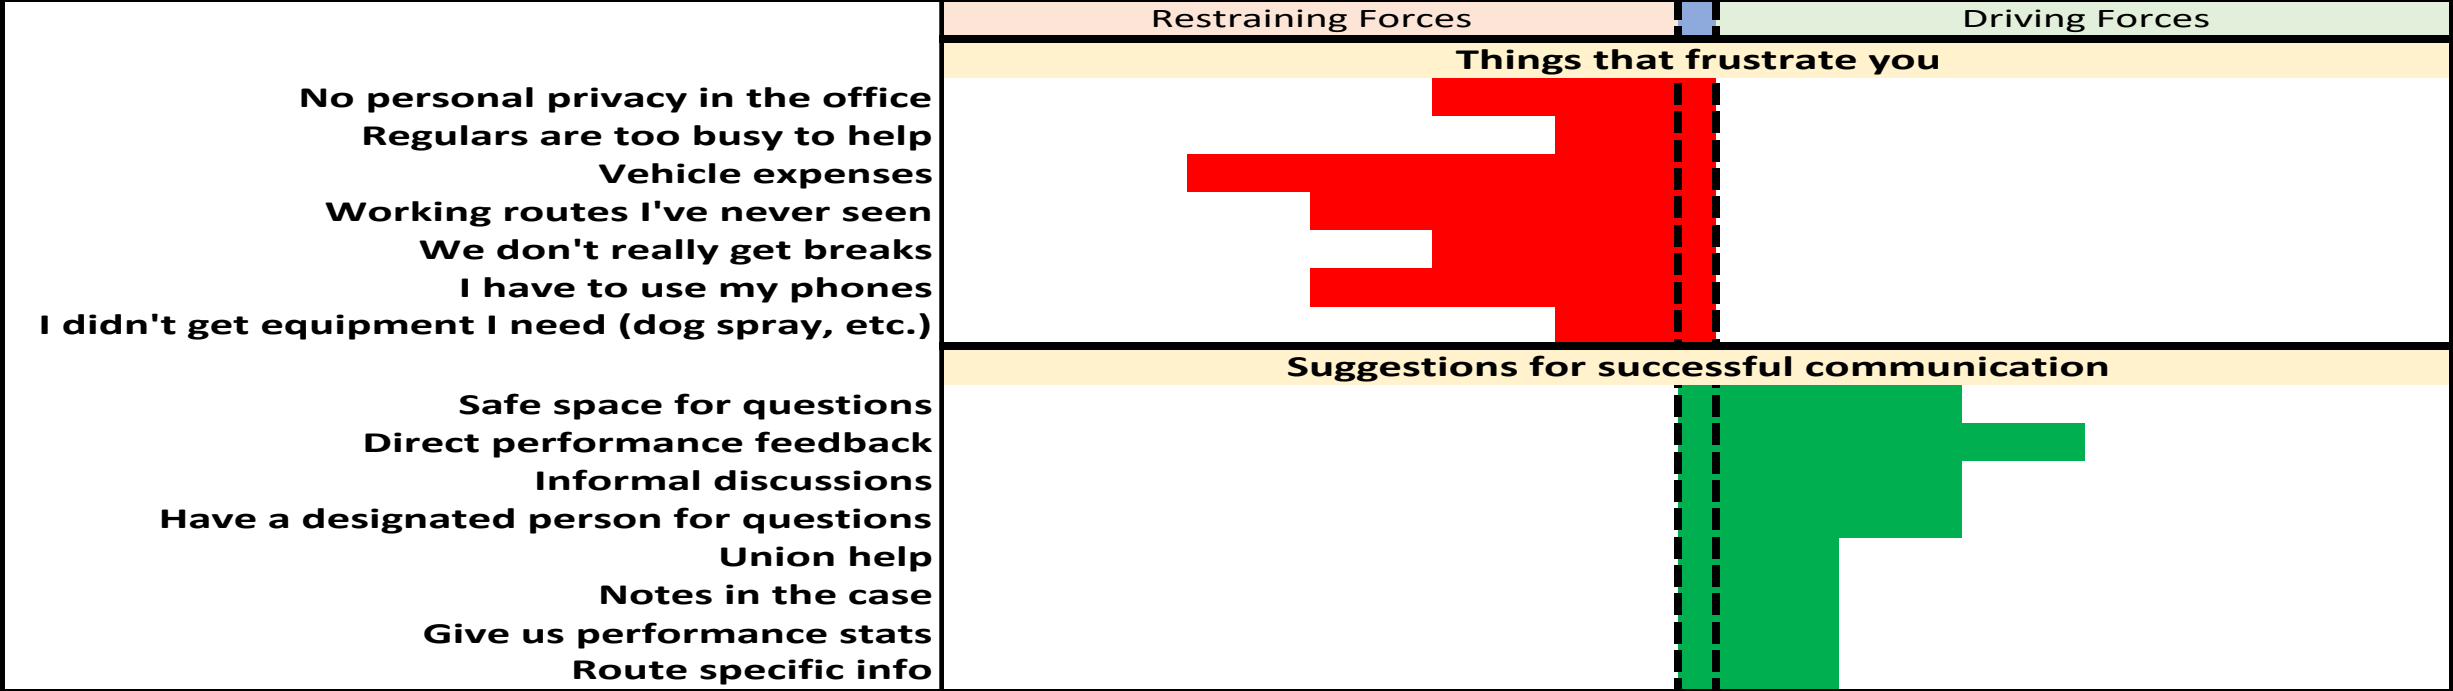 Restraining Forces
Driving Forces
Things that frustrate you
No personal privacy in the office
Regulars are too busy to help
Vehicle expenses
Working routes I've never seen
We don't really get breaks
I have to use my phones
I didn't get equipment I need (dog spray, etc.)
Suggestions for successful communication
Safe space for questions
Direct performance feedback
Informal discussions
Have a designated person for questions
Union help
Notes in the case
Give us performance stats
Route specific info